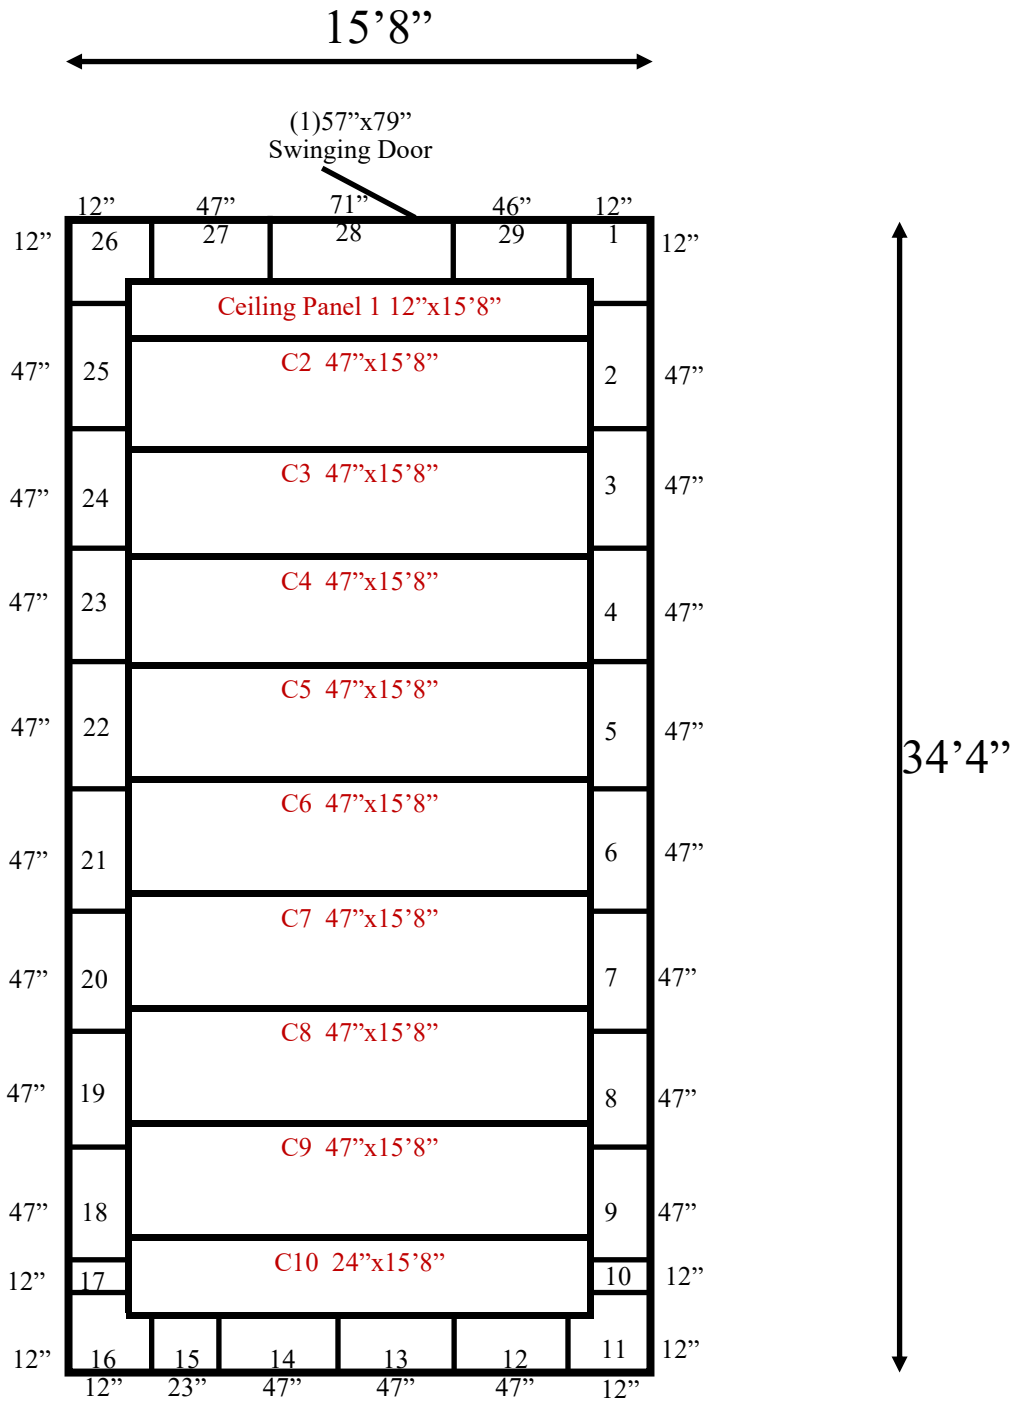 15’8”
(1)57”x79”
Swinging Door
12” 47” 71” 46” 12”
12” 26 27 28 29 1 12”
Ceiling Panel 1 12”x15’8”
C2 47”x15’8”
47” 25 2 47”
C3 47”x15’8”
47” 24 3 47”
C4 47”x15’8”
47” 23 4 47”
C5 47”x15’8”
47” 22 5 47”
34’4”
C6 47”x15’8”
47” 21 6 47”
C7 47”x15’8”
47” 20 7 47”
C8 47”x15’8”
47” 19 8 47”
C9 47”x15’8”
47” 18 9 47”
C10 24”x15’8”
12” 17 10 12”
12” 16 15 14 13 12 11 12”
12” 23” 47” 47” 47” 12”